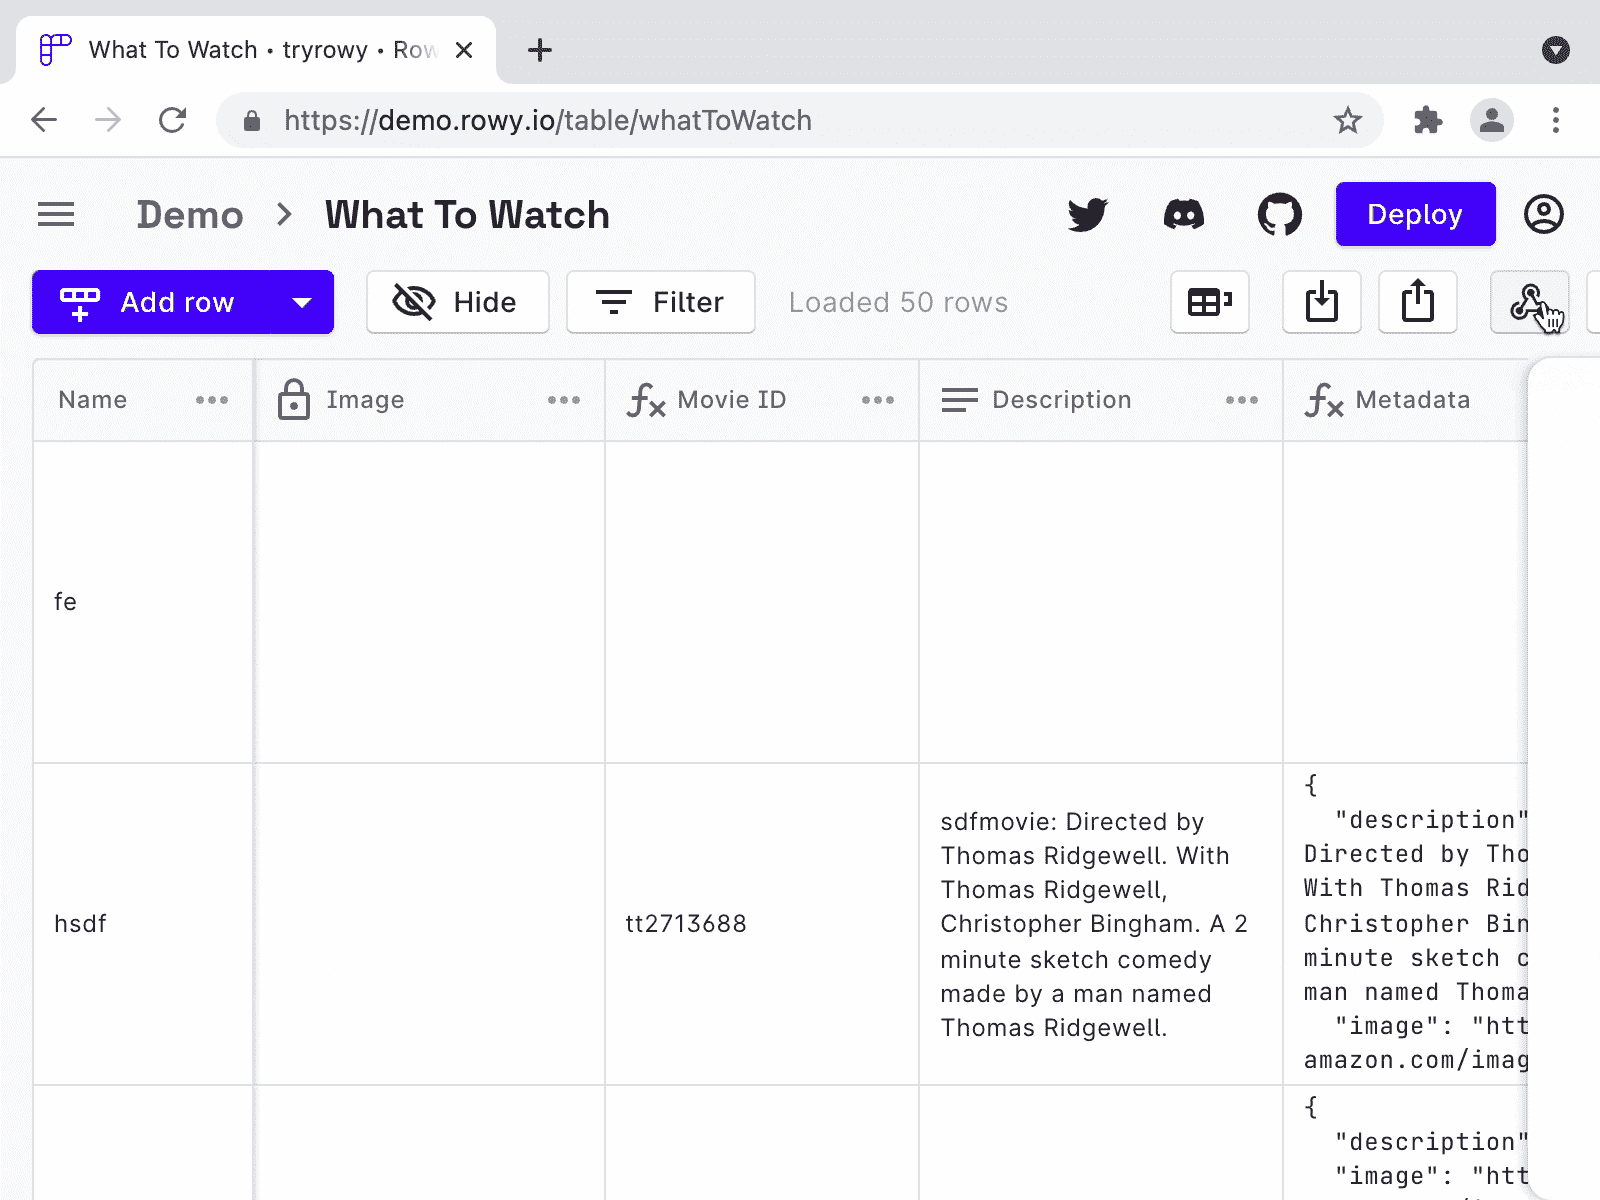 What To Watch • tryrowy • Row
https://demo.rowy.io/table/whatToWatch
Demo > What To Watch
Deploy
Add row
Hide
Filter
Loaded 50 rows
Name
Image
Movie ID
Description
Metadata
fe
hsdf
tt2713688
sdfmovie: Directed by
Thomas Ridgewell. With
Thomas Ridgewell,
Christopher Bingham. A 2
minute sketch comedy
made by a man named
Thomas Ridgewell.
{
"description"
Directed by Tho
With Thomas Rid
Christopher Bin
minute sketch c
man named Thoma
"image": "htt
amazon.com/imag
{
"description"
"image": "htt